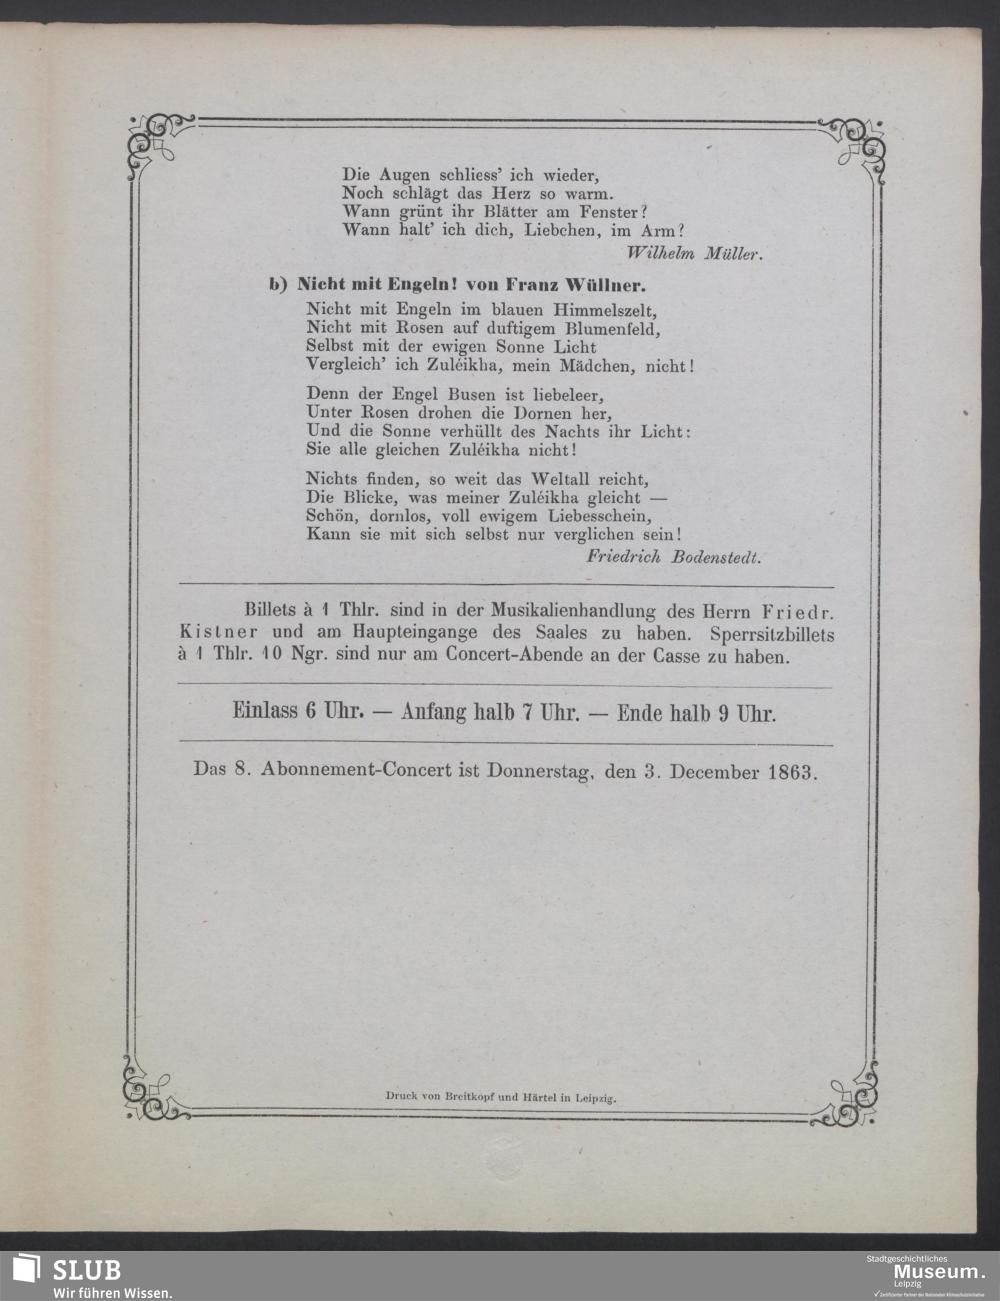 Die Augen schliess' ich wieder,
Noch schlägt das Herz so warm.
Wann grünt ihr Blätter am Fenster?
Wann halt' ich dich, Liebchen, im Arm?
Wilhelm Müller.
b) Nicht mit Engeln! von Franz Wüllner.
Nicht mit Engeln im blauen Himmelszelt,
Nicht mit Rosen auf duftigem Blumenfeld,
Selbst mit der ewigen Sonne Licht
Vergleich' ich Zuléikha, mein Mädchen, nicht!
Denn der Engel Busen ist liebeleer,
Unter Rosen drohen die Dornen her,
Und die Sonne verhüllt des Nachts ihr Licht:
Sie alle gleichen Zuléikha nicht!
Nichts finden, so weit das Weltall reicht,
Die Blicke, was meiner Zuléikha gleicht —
Schön, dornlos, voll ewigem Liebesschein,
Kann sie mit sich selbst nur verglichen sein!
Friedrich Bodenstedt.
Billets à 1 Thlr. sind in der Musikalienhandlung des Herrn Friedr.
Kistner und am Haupteingange des Saales zu haben. Sperrsitzbillets
à 1 Thlr. 10 Ngr. sind nur am Concert-Abende an der Casse zu haben.
Einlass 6 Uhr. — Anfang halb 7 Uhr. — Ende halb 9 Uhr.
Das 8. Abonnement-Concert ist Donnerstag, den 3. December 1863.
Druck von Breitkopf und Härtel in Leipzig.
SLUB
Wir führen Wissen.
Stadtgeschichtliches
Museum.
Leipzig
Zertifizierter Partner der Nationalen Klimaschutzinitiative